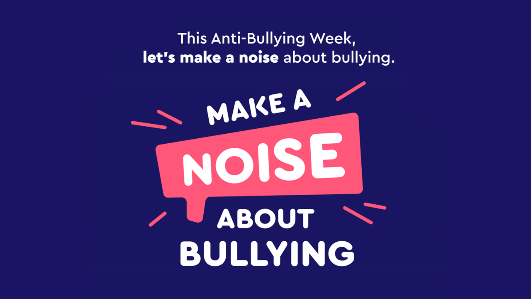 This Anti-Bullying Week,
let's make a noise about bullying.
MAKE A
NOISE
ABOUT
BULLYING